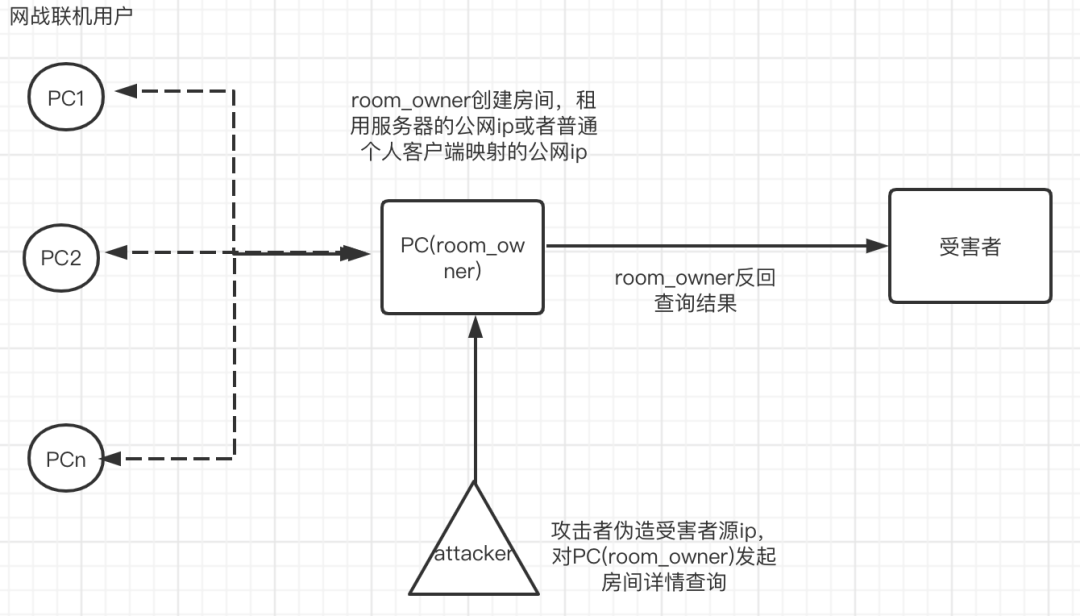 网战联机用户
PC1
room_owner创建房间，租
用服务器的公网ip或者普通
个人客户端映射的公网ip
PC2
PC(room_ow
ner)
受害者
room_owner反回
查询结果
PCn
attacker
攻击者伪造受害者源ip，
对PC(room_owner)发起
房间详情查询